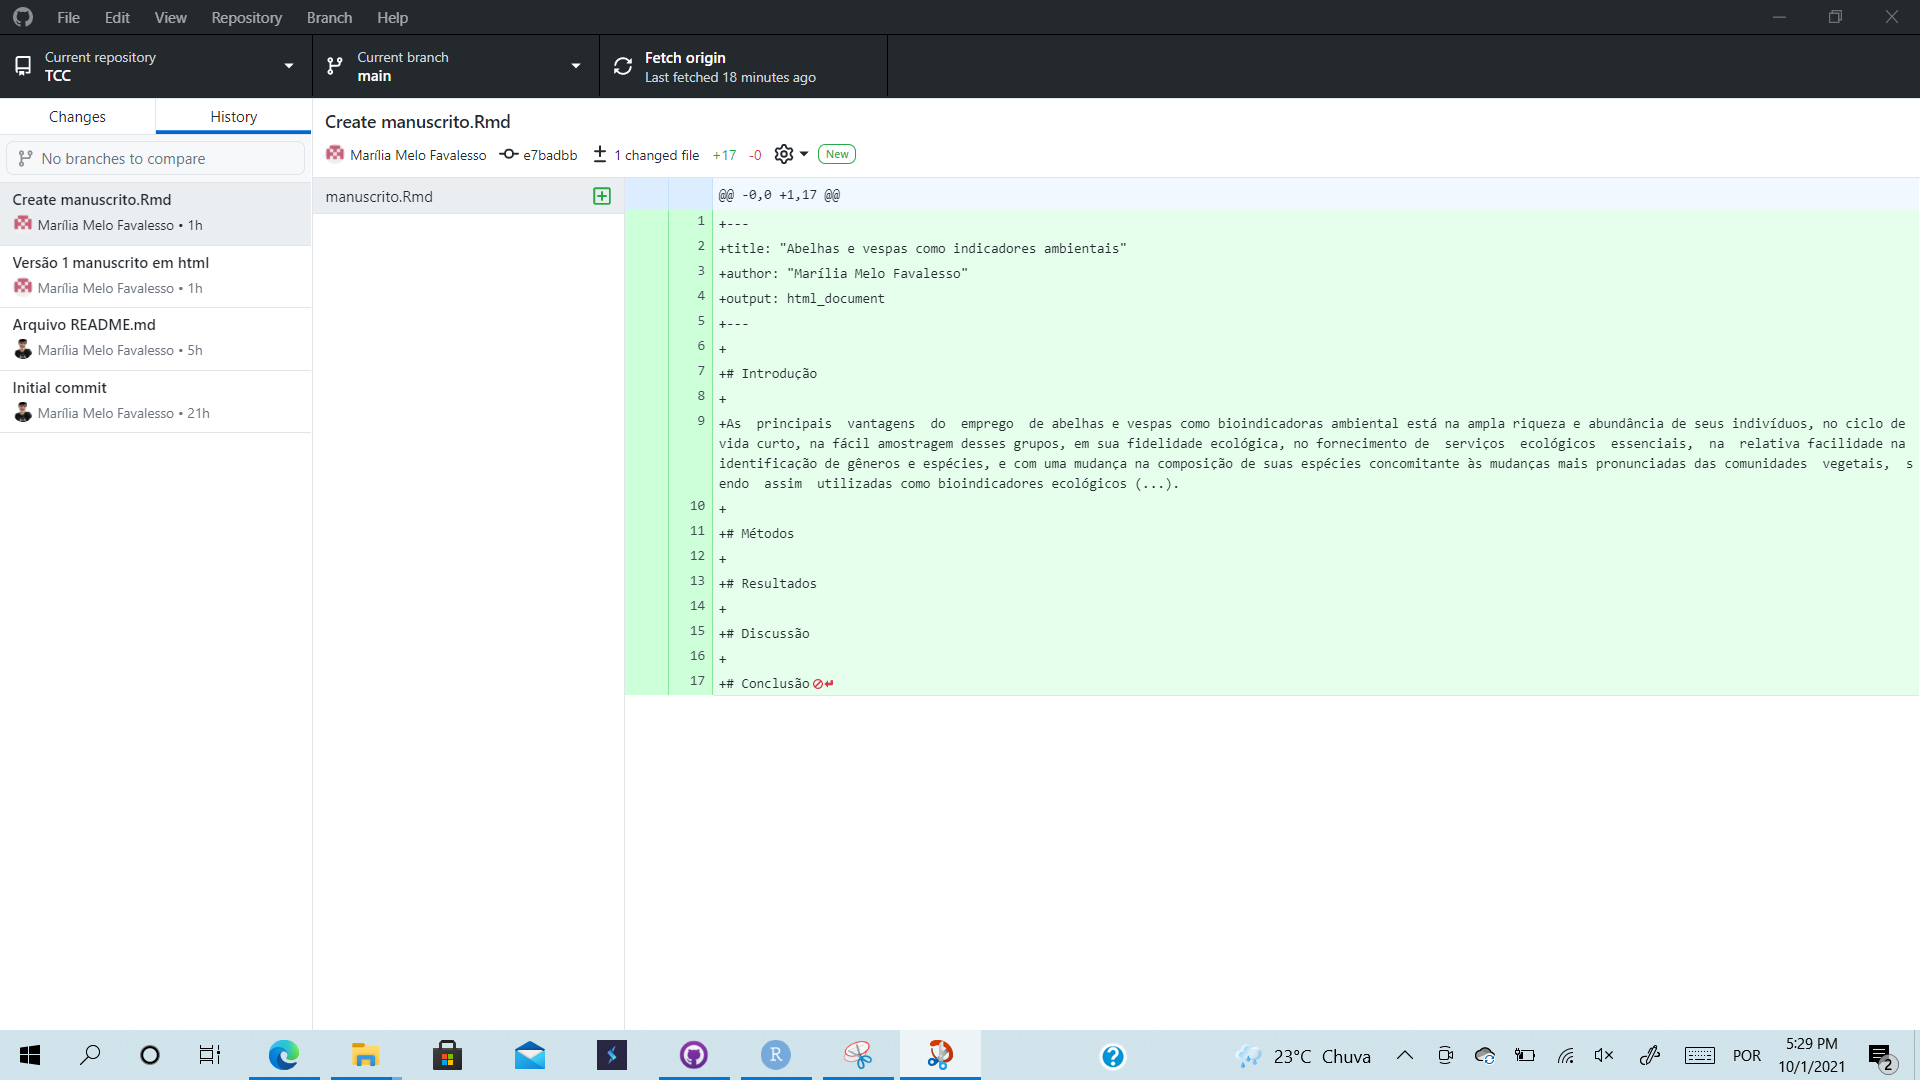 File Edit View Repository Branch Help
Current repository
TCC
Current branch
main
Fetch origin
Last fetched 18 minutes ago
Changes History
No branches to compare
Create manuscrito.Rmd
Marília Melo Favalesso • 1h
Versão 1 manuscrito em html
Marília Melo Favalesso • 1h
Arquivo README.md
Marília Melo Favalesso • 5h
Initial commit
Marília Melo Favalesso • 21h
Create manuscrito.Rmd
Marília Melo Favalesso e7badbb 1 changed file +17 -0 New
manuscrito.Rmd
@@ -0,0 +1,17 @@
1 +---
2 +title: "Abelhas e vespas como indicadores ambientais"
3 +author: "Marília Melo Favalesso"
4 +output: html_document
5 +---
6 +
7 +# Introdução
8 +
9 +As  principais  vantagens  do  emprego  de abelhas e vespas como bioindicadoras ambiental está na ampla riqueza e abundância de seus indivíduos, no ciclo de
vida curto, na fácil amostragem desses grupos, em sua fidelidade ecológica, no fornecimento de  serviços  ecológicos  essenciais,  na  relativa facilidade na
identificação de gêneros e espécies, e com uma mudança na composição de suas espécies concomitante às mudanças mais pronunciadas das comunidades  vegetais,  s
endo  assim  utilizadas como bioindicadores ecológicos (...).
10 +
11 +# Métodos
12 +
13 +# Resultados
14 +
15 +# Discussão
16 +
17 +# Conclusão
R
23°C Chuva
POR
5:29 PM
10/1/2021
2